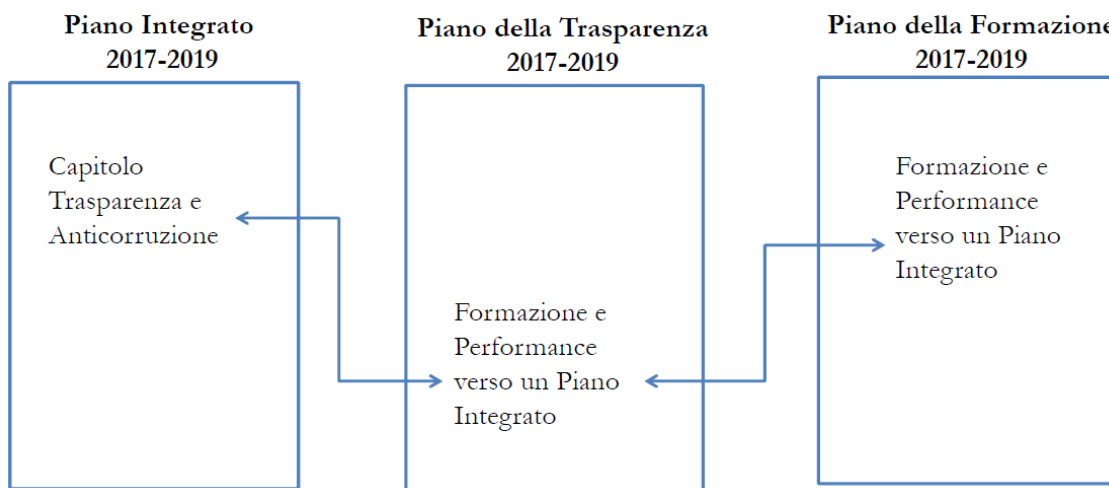 Piano Integrato
2017-2019
Capitolo
Trasparenza e
Anticorruzione
Piano della Trasparenza
2017-2019
Formazione e
Performance
verso un Piano
Integrato
Piano della Formazione
2017-2019
Formazione e
Performance
verso un Piano
Integrato